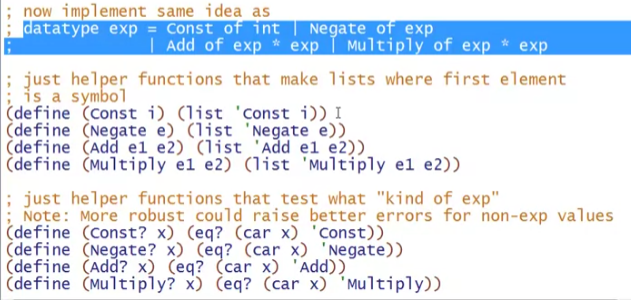 ; now implement same idea as
; datatype exp = Const of int | Negate of exp
;              | Add of exp * exp | Multiply of exp * exp
; just helper functions that make lists where first element
; is a symbol
(define (Const i) (list 'Const i))
(define (Negate e) (list 'Negate e))
(define (Add e1 e2) (list 'Add e1 e2))
(define (Multiply e1 e2) (list 'Multiply e1 e2))
; just helper functions that test what "kind of exp"
; Note: More robust could raise better errors for non-exp values
(define (Const? x) (eq? (car x) 'Const))
(define (Negate? x) (eq? (car x) 'Negate))
(define (Add? x) (eq? (car x) 'Add))
(define (Multiply? x) (eq? (car x) 'Multiply))